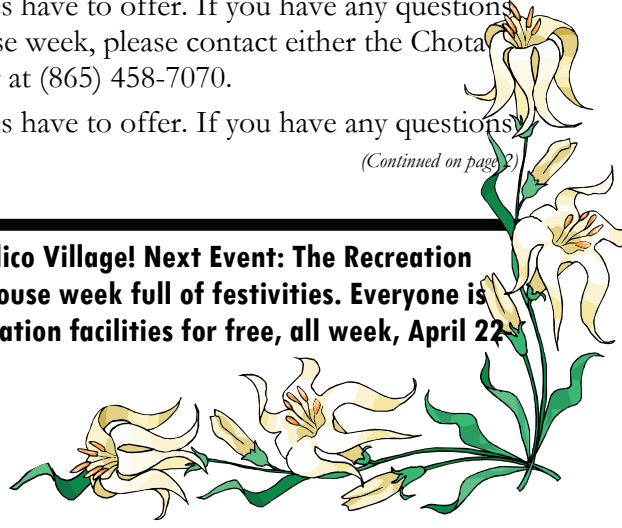 es have to offer. If you have any questions
se week, please contact either the Chota
r at (865) 458-7070.
es have to offer. If you have any questions
(Continued on page 2)
lico Village! Next Event: The Recreation
ouse week full of festivities. Everyone is
ation facilities for free, all week, April 22